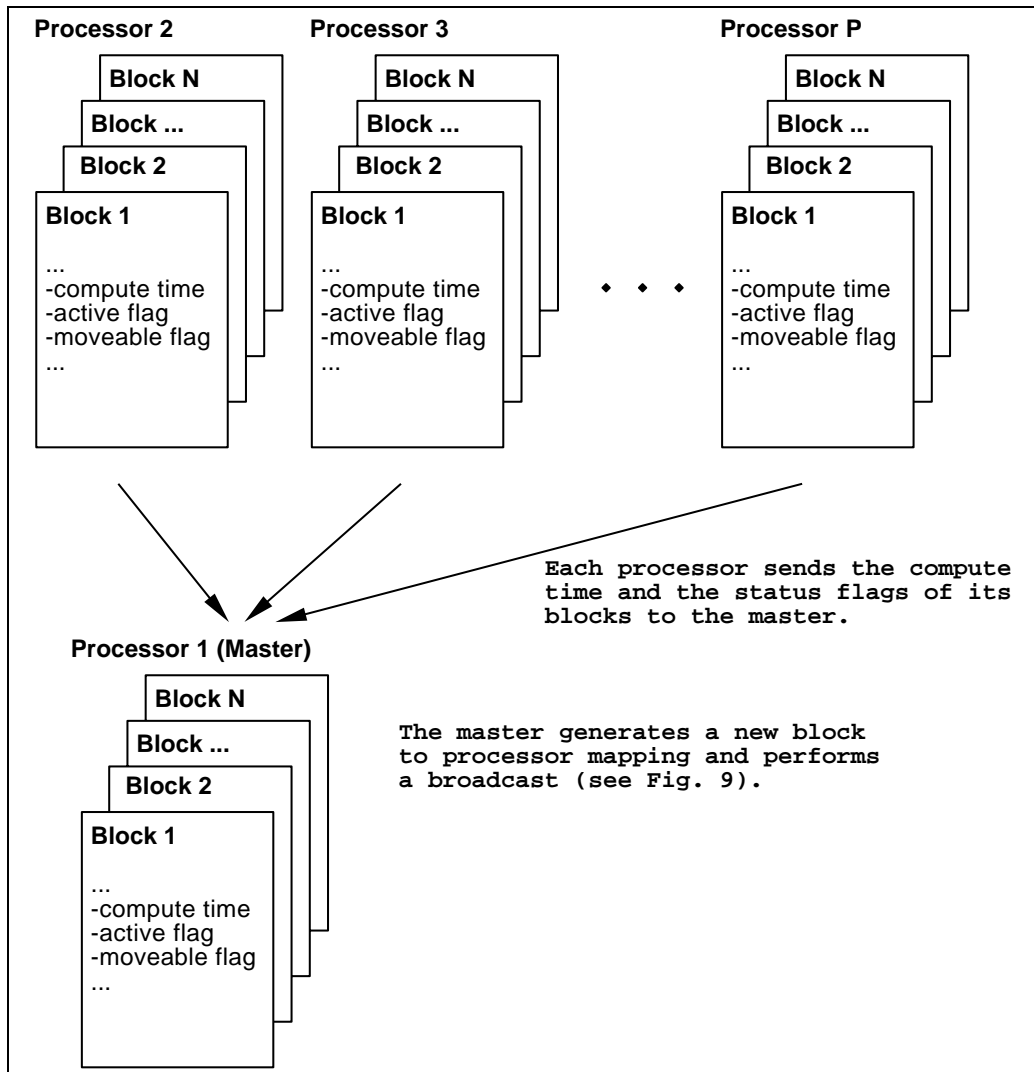 Processor 2
Processor 3
Processor P
Block N
Block ...
Block 2
Block 1
...
-compute time
-active flag
-moveable flag
...
Block N
Block ...
Block 2
Block 1
...
-compute time
-active flag
-moveable flag
...
Block N
Block ...
Block 2
Block 1
...
-compute time
-active flag
-moveable flag
...
Each processor sends the compute
time and the status flags of its
blocks to the master.
Processor 1 (Master)
Block N
Block ...
Block 2
Block 1
...
-compute time
-active flag
-moveable flag
...
The master generates a new block
to processor mapping and performs
a broadcast (see Fig. 9).